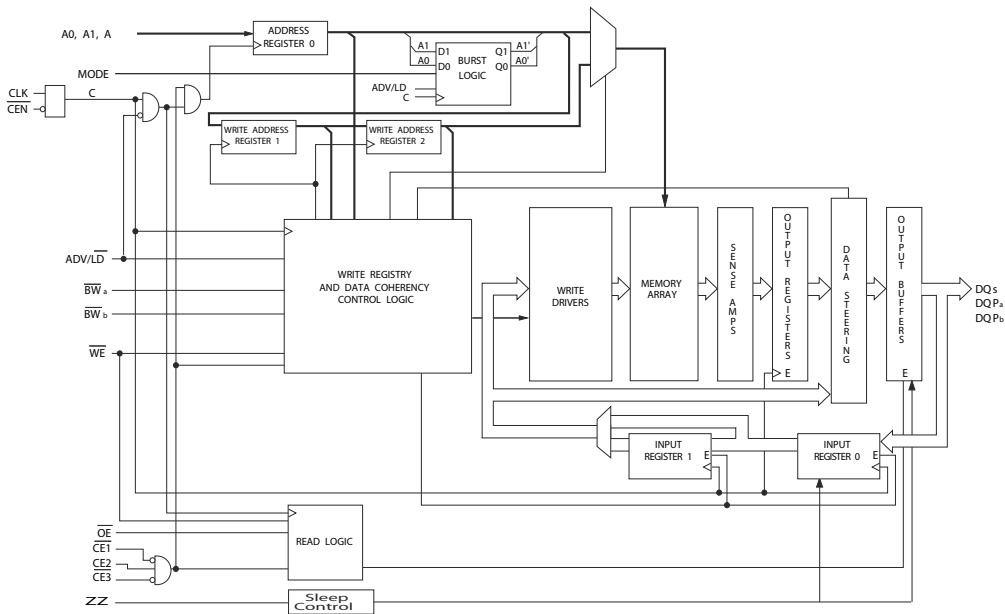 A0, A1, A
ADDRESS
REGISTER 0
A1
A0
D1
D0
BURST
LOGIC
Q1
Q0
A1'
A0'
MODE
ADV/LD
C
CLK
C
CEN
WRITE ADDRESS
REGISTER 1
WRITE ADDRESS
REGISTER 2
ADV/LD
BW a
BW b
WE
WRITE REGISTRY
AND DATA COHERENCY
CONTROL LOGIC
WRITE
DRIVERS
MEMORY
ARRAY
SENSE AMPS
OUTPUT REGISTERS
E
DATA STEERING
OUTPUT BUFFERS
E
DQs
DQPa
DQPb
INPUT
REGISTER 1
E
INPUT
REGISTER 0
E
OE
CE1
CE2
CE3
READ LOGIC
ZZ
Sleep
Control